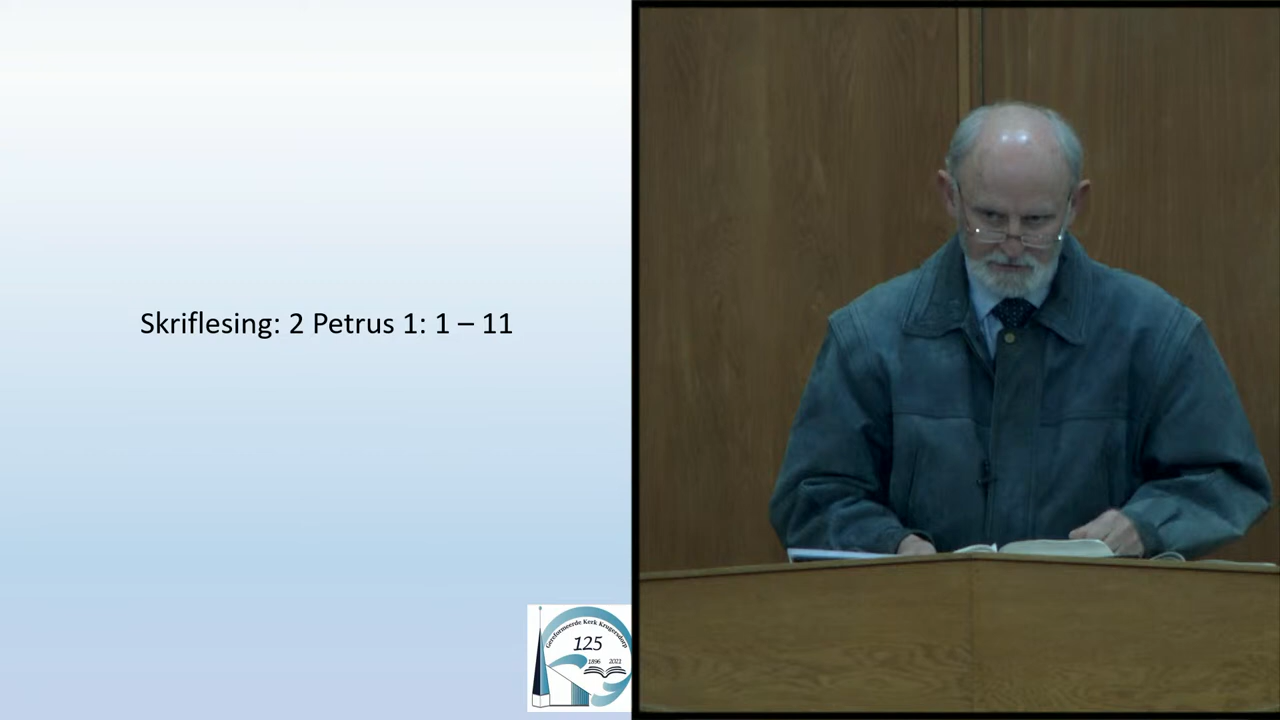 Skriflesing: 2 Petrus 1: 1 – 11
Gereformeerde Kerk Krugersdorp
125
1896 2021